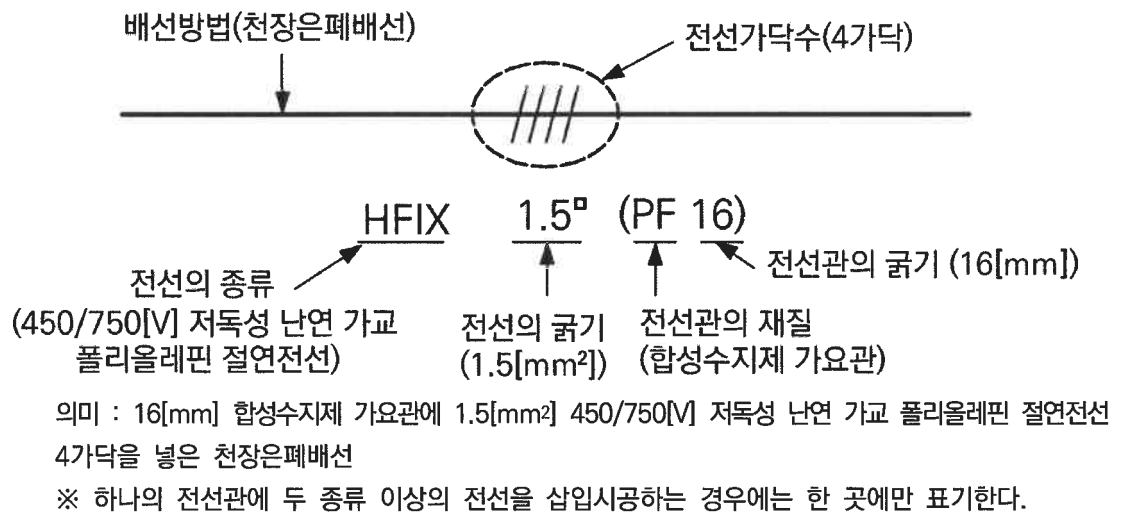 배선방법(천장은폐배선)
전선가닥수(4가닥)
HFIX 1.5□ (PF 16)
전선관의 굵기 (16[mm])
전선의 종류
(450/750[V] 저독성 난연 가교
폴리올레핀 절연전선)
전선의 굵기
(1.5[mm²])
전선관의 재질
(합성수지제 가요관)
의미 : 16[mm] 합성수지제 가요관에 1.5[mm²] 450/750[V] 저독성 난연 가교 폴리올레핀 절연전선
4가닥을 넣은 천장은폐배선
※ 하나의 전선관에 두 종류 이상의 전선을 삽입시공하는 경우에는 한 곳에만 표기한다.